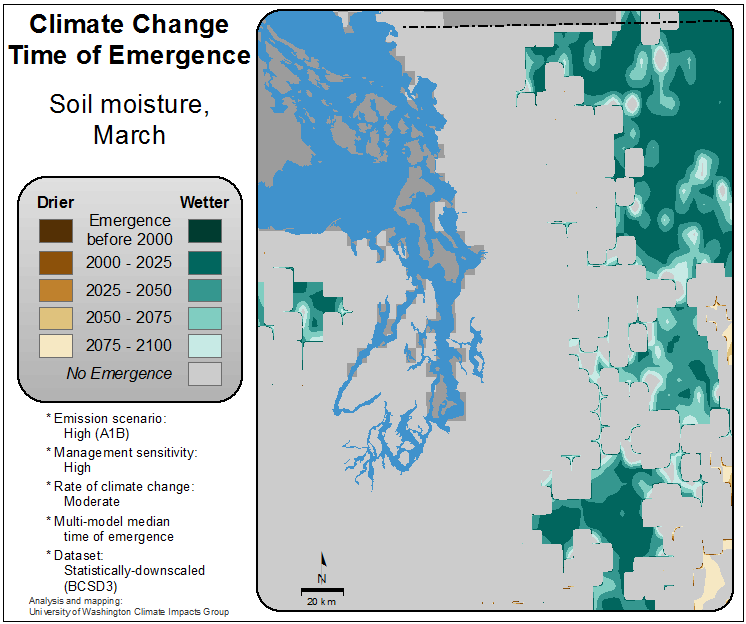 Climate Change
Time of Emergence
Soil moisture,
March
Drier
Wetter
Emergence
before 2000
2000 - 2025
2025 - 2050
2050 - 2075
2075 - 2100
No Emergence
* Emission scenario:
High (A1B)
* Management sensitivity:
High
* Rate of climate change:
Moderate
* Multi-model median
time of emergence
* Dataset:
Statistically-downscaled
(BCSD3)
Analysis and mapping:
University of Washington Climate Impacts Group
N
20 km